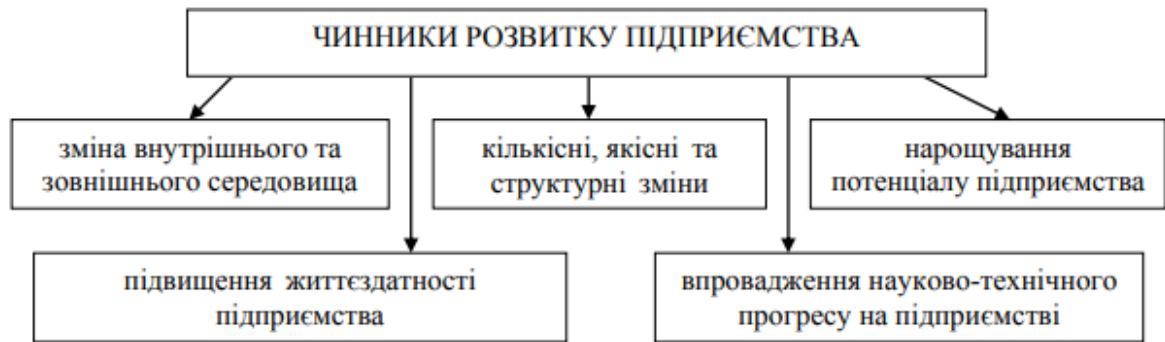 ЧИННИКИ РОЗВИТКУ ПІДПРИЄМСТВА
зміна внутрішнього та
зовнішнього середовища
кількісні, якісні та
структурні зміни
нарощування
потенціалу підприємства
підвищення життєздатності
підприємства
впровадження науково-технічного
прогресу на підприємстві